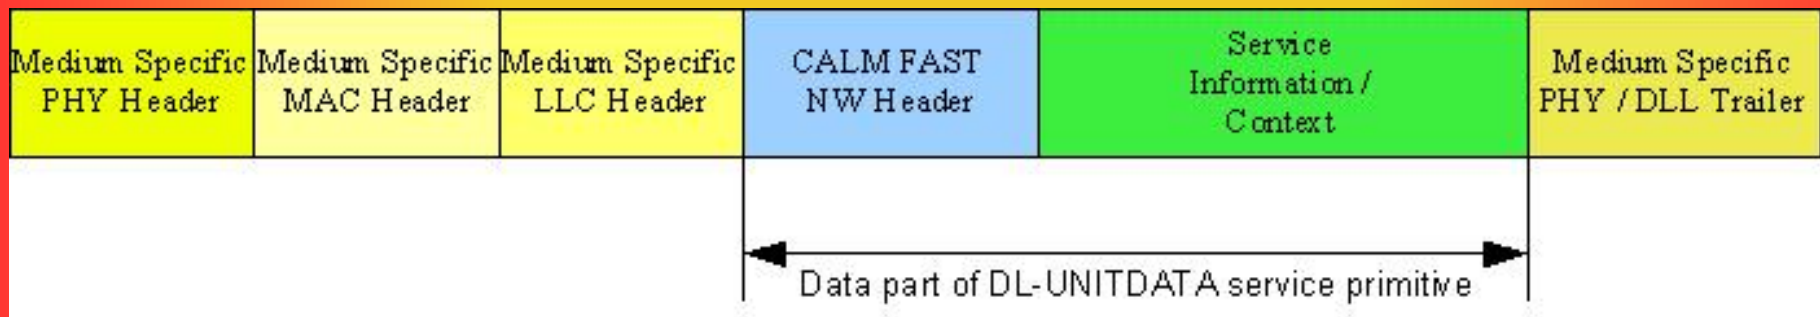 Medium Specific
PHY Header
Medium Specific
MAC Header
Medium Specific
LLC Header
CALM FAST
NW Header
Service
Information /
Context
Medium Specific
PHY / DLL Trailer
Data part of DL-UNITDATA service primitive